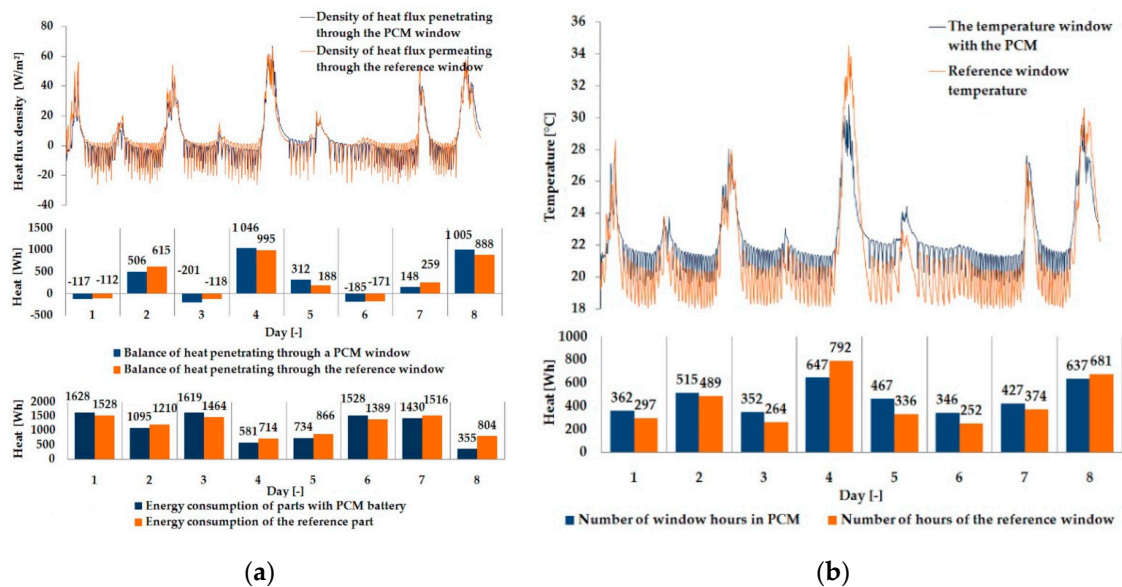 Density of heat flux penetrating
through the PCM window
Density of heat flux permeating
through the reference window
Heat flux density [W/m²]
80
60
40
20
0
-20
-40
Heat [Wh]
1500
1000
500
0
-500
-117 -112 506 615 -201 -118 1 046 995 312 188 -185 -171 148 259 1 005 888
1 2 3 4 5 6 7 8
Day [-]
Balance of heat penetrating through a PCM window
Balance of heat penetrating through the reference window
Heat [Wh]
2000
1500
1000
500
0
1628 1528 1095 1210 1619 1464 581 714 734 866 1528 1389 1430 1516 355 804
1 2 3 4 5 6 7 8
Day [-]
Energy consumption of parts with PCM battery
Energy consumption of the reference part
(a)
The temperature window
with the PCM
Reference window
temperature
Temperature [°C]
36
34
32
30
28
26
24
22
20
18
Heat [Wh]
1000
800
600
400
200
0
362 297 515 489 352 264 647 792 467 336 346 252 427 374 637 681
1 2 3 4 5 6 7 8
Day [-]
Number of window hours in PCM
Number of hours of the reference window
(b)